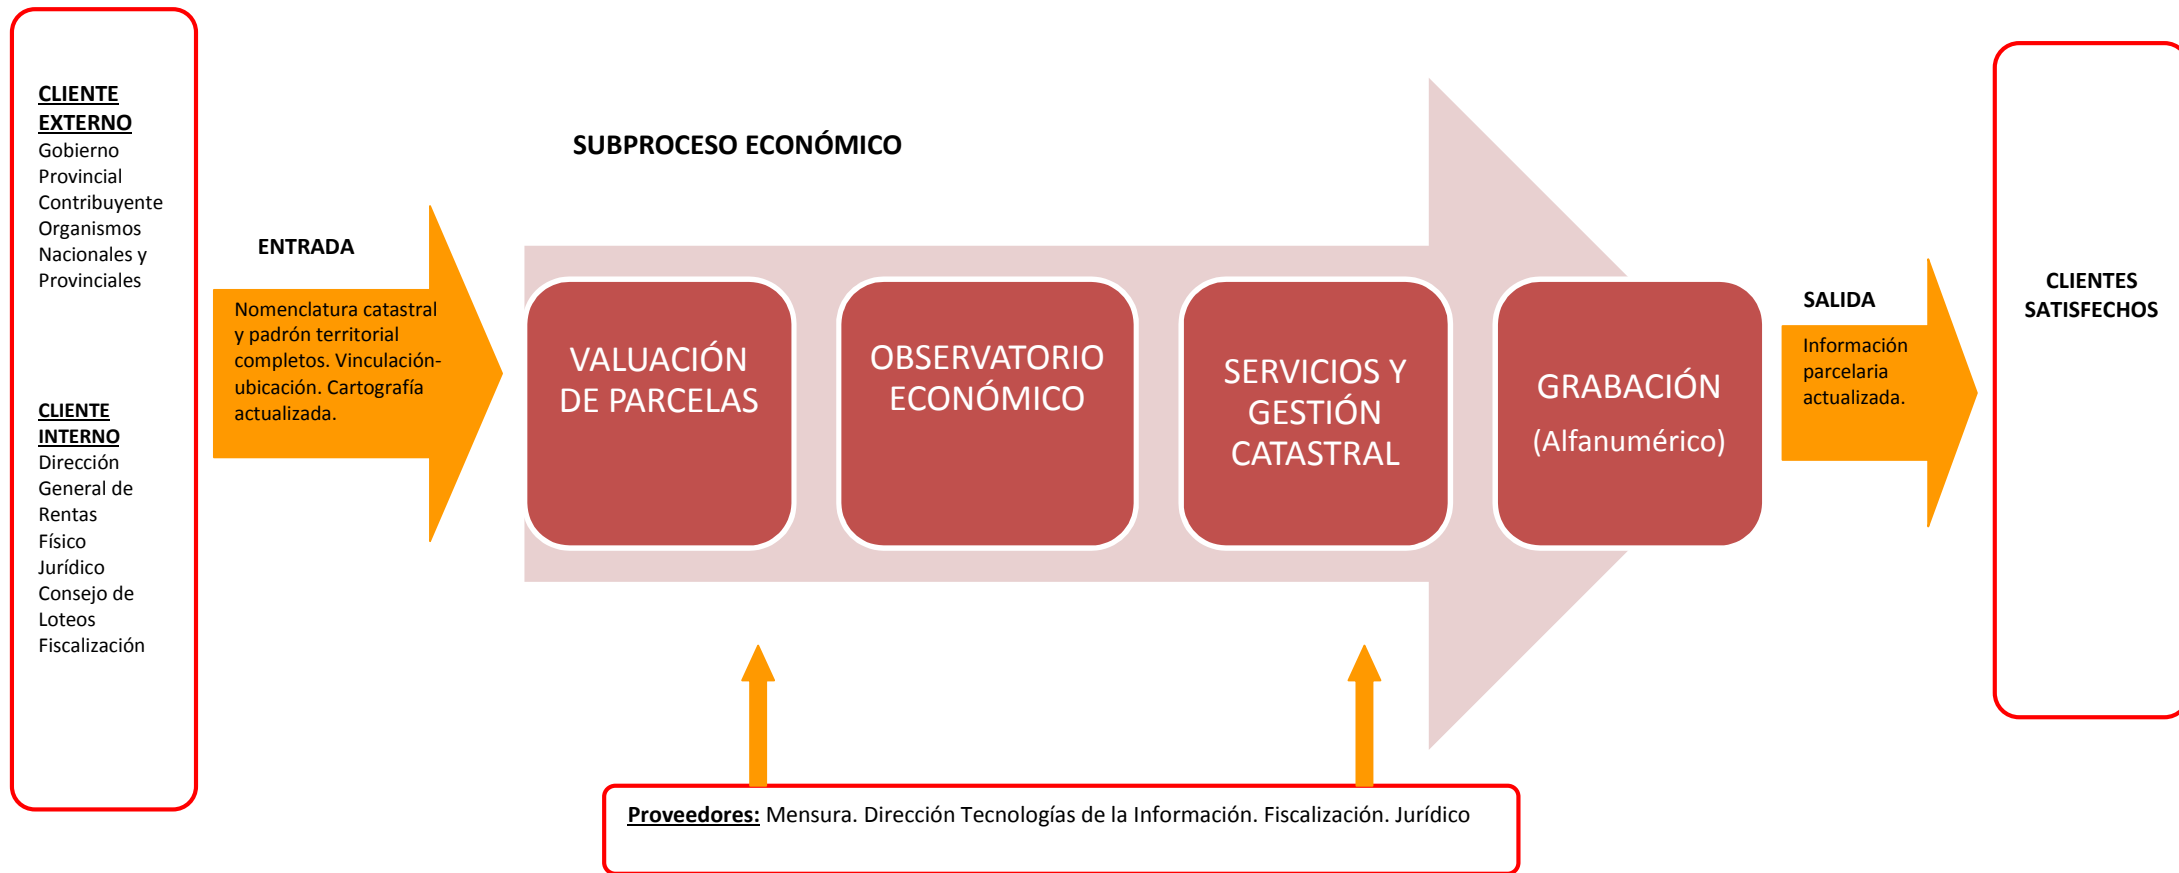 CLIENTE
EXTERNO
Gobierno
Provincial
Contribuyente
Organismos
Nacionales y
Provinciales
CLIENTE
INTERNO
Dirección
General de
Rentas
Físico
Jurídico
Consejo de
Loteos
Fiscalización
ENTRADA
Nomenclatura catastral
y padrón territorial
completos. Vinculación-
ubicación. Cartografía
actualizada.
SUBPROCESO ECONÓMICO
VALUACIÓN
DE PARCELAS
OBSERVATORIO
ECONÓMICO
SERVICIOS Y
GESTIÓN
CATASTRAL
GRABACIÓN
(Alfanumérico)
SALIDA
Información
parcelaria
actualizada.
CLIENTES
SATISFECHOS
Proveedores: Mensura. Dirección Tecnologías de la Información. Fiscalización. Jurídico